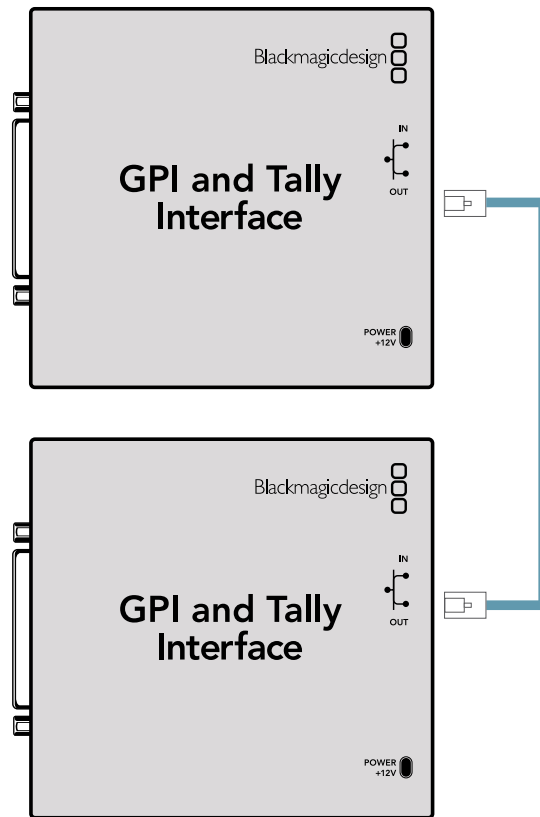 Blackmagicdesign
IN
GPI and Tally
Interface
OUT
POWER
+12V
Blackmagicdesign
IN
GPI and Tally
Interface
OUT
POWER
+12V